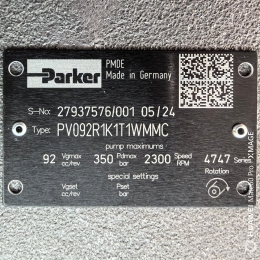 Parker
PMDE
Made in Germany
S-No: 27937576/001 05/24
Type: PV092R1K1T1WMMC
pump maximums
92 Vgmax cc/rev 350 Pdmax bar 2300 Speed RPM 4747 Series
special settings
Vgset cc/rev Pset bar Rotation